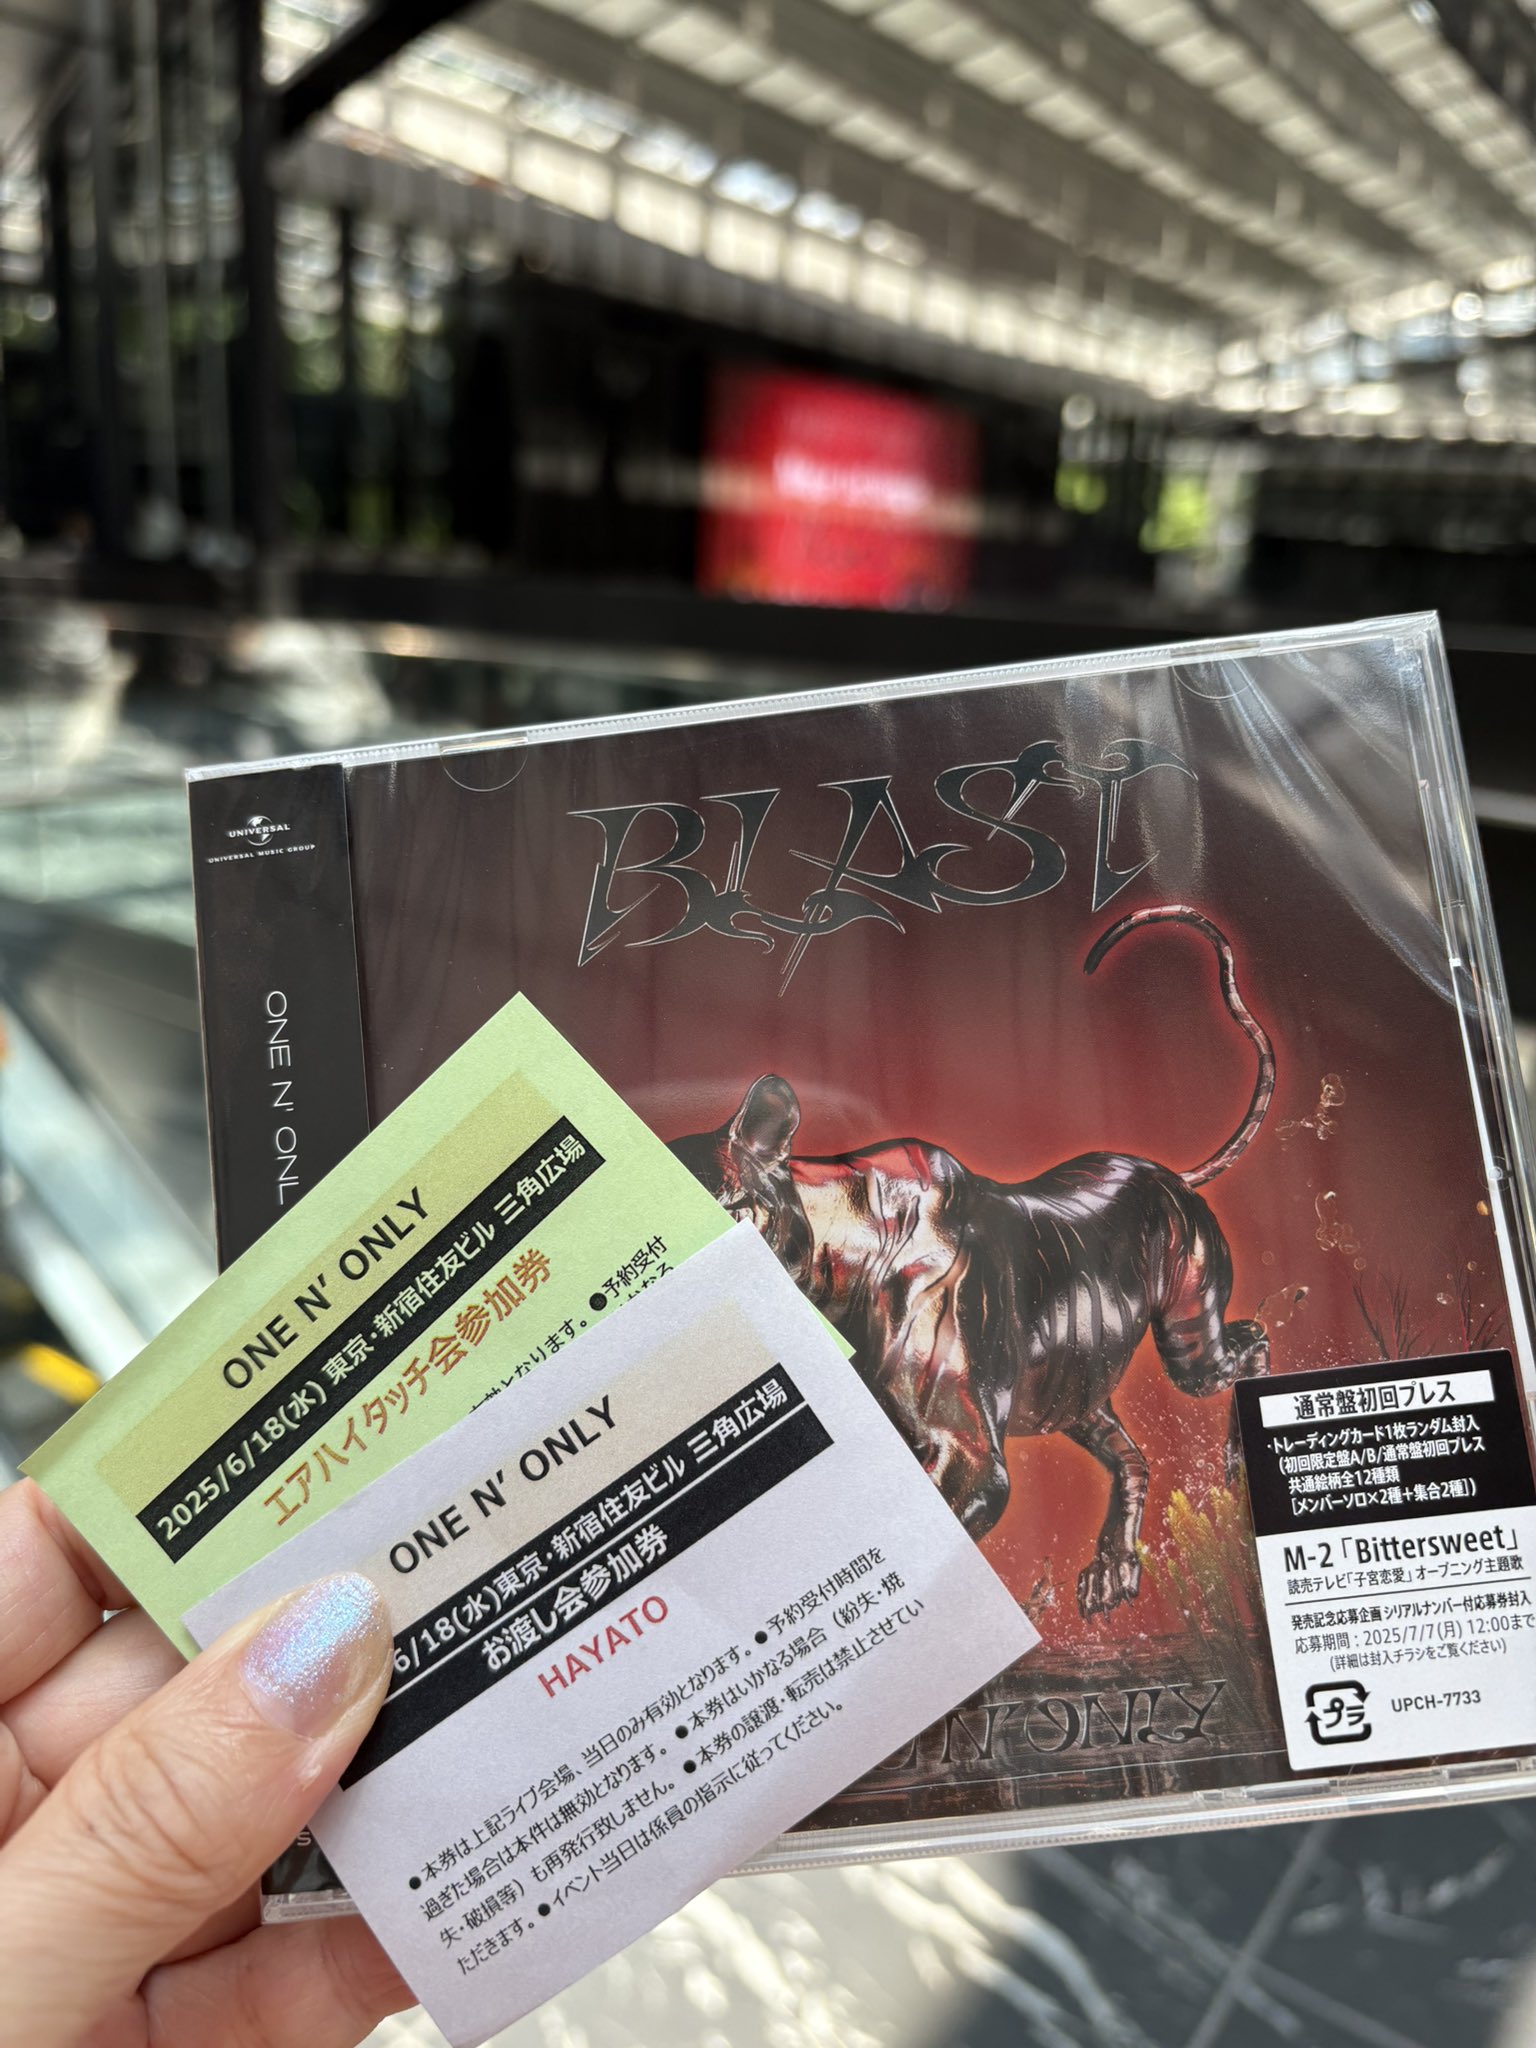 BLAST
UNIVERSAL
UNIVERSAL MUSIC GROUP
ONE N' ONL
ONE N' ONLY
2025/6/18(水) 東京・新宿住友ビル 三角広場
エアハイタッチ会参加券
となります。●予約受付
ONE N' ONLY
6/18(水)東京・新宿住友ビル 三角広場
お渡し会参加券
HAYATO
●本券は上記ライブ会場、当日のみ有効となります。●予約受付時間を
過ぎた場合は本件は無効となります。●本券はいかなる場合（紛失・焼
失・破損等）も再発行致しません。●本券の譲渡・転売は禁止させてい
ただきます。●イベント当日は係員の指示に従ってください。
通常盤初回プレス
・トレーディングカード1枚ランダム封入
(初回限定盤A/B/通常盤初回プレス
共通絵柄全12種類
[メンバーソロ×2種＋集合2種])
M-2「Bittersweet」
読売テレビ「子宮恋愛」オープニング主題歌
発売記念応募企画 シリアルナンバー付応募券封入
応募期間：2025/7/7(月) 12:00まで
(詳細は封入チラシをご覧ください)
プラ
UPCH-7733
N' ONLY